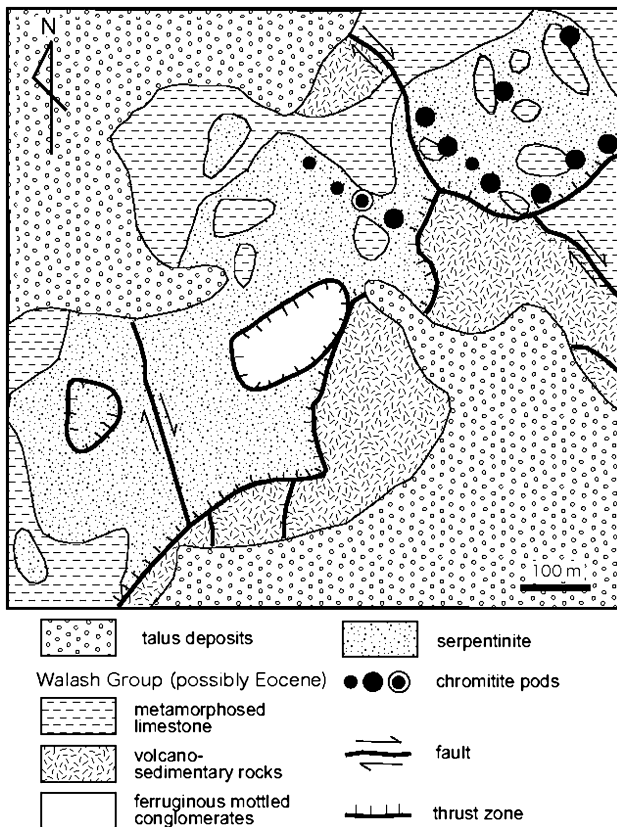 N
100 m
talus deposits
serpentinite
Walash Group (possibly Eocene)
chromitite pods
metamorphosed
limestone
volcano-
sedimentary rocks
fault
ferruginous mottled
conglomerates
thrust zone